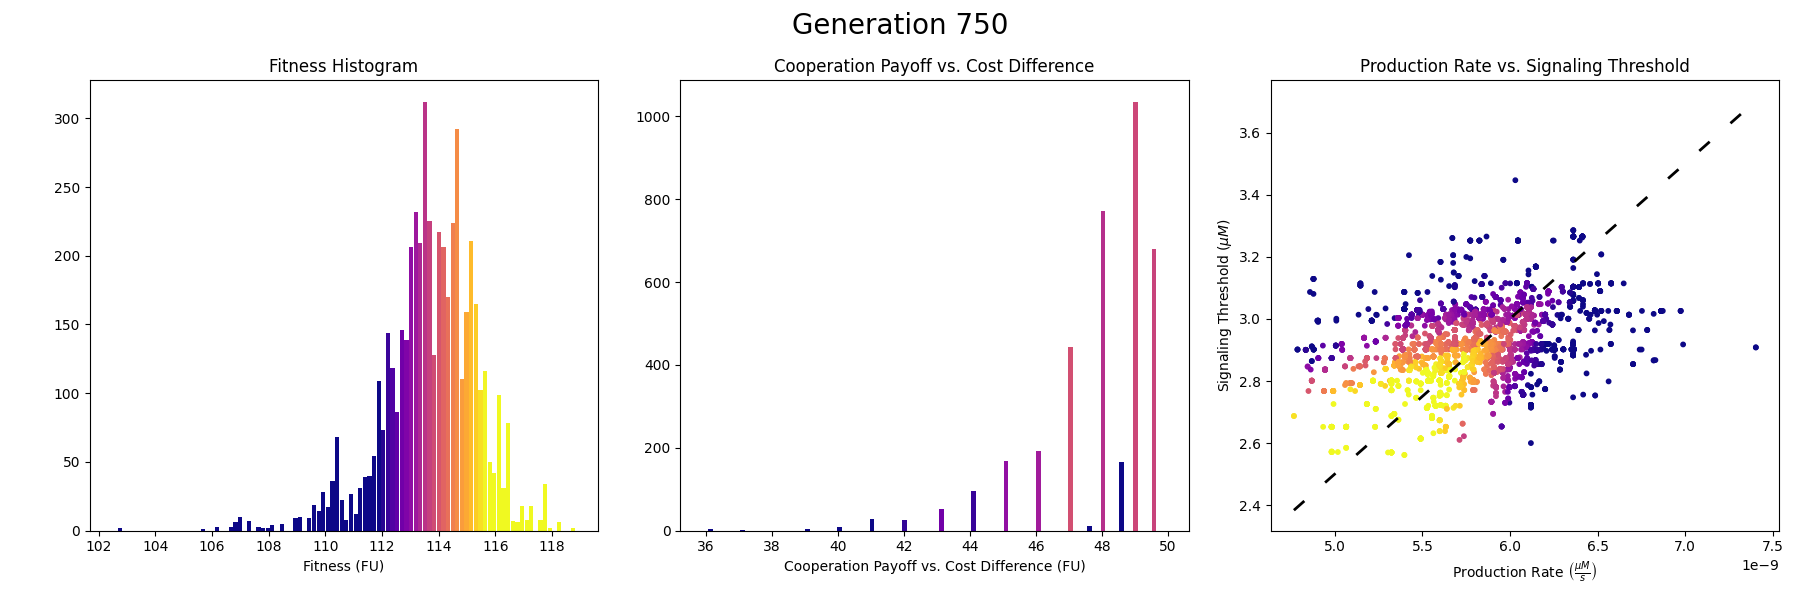 Generation 750
Fitness Histogram
300
250
200
150
100
50
0
102 104 106 108 110 112 114 116 118
Fitness (FU)
Cooperation Payoff vs. Cost Difference
1000
800
600
400
200
0
36 38 40 42 44 46 48 50
Cooperation Payoff vs. Cost Difference (FU)
Production Rate vs. Signaling Threshold
Signaling Threshold (μM)
3.6
3.4
3.2
3.0
2.8
2.6
2.4
5.0 5.5 6.0 6.5 7.0 7.5
1e−9
Production Rate (μM/s)